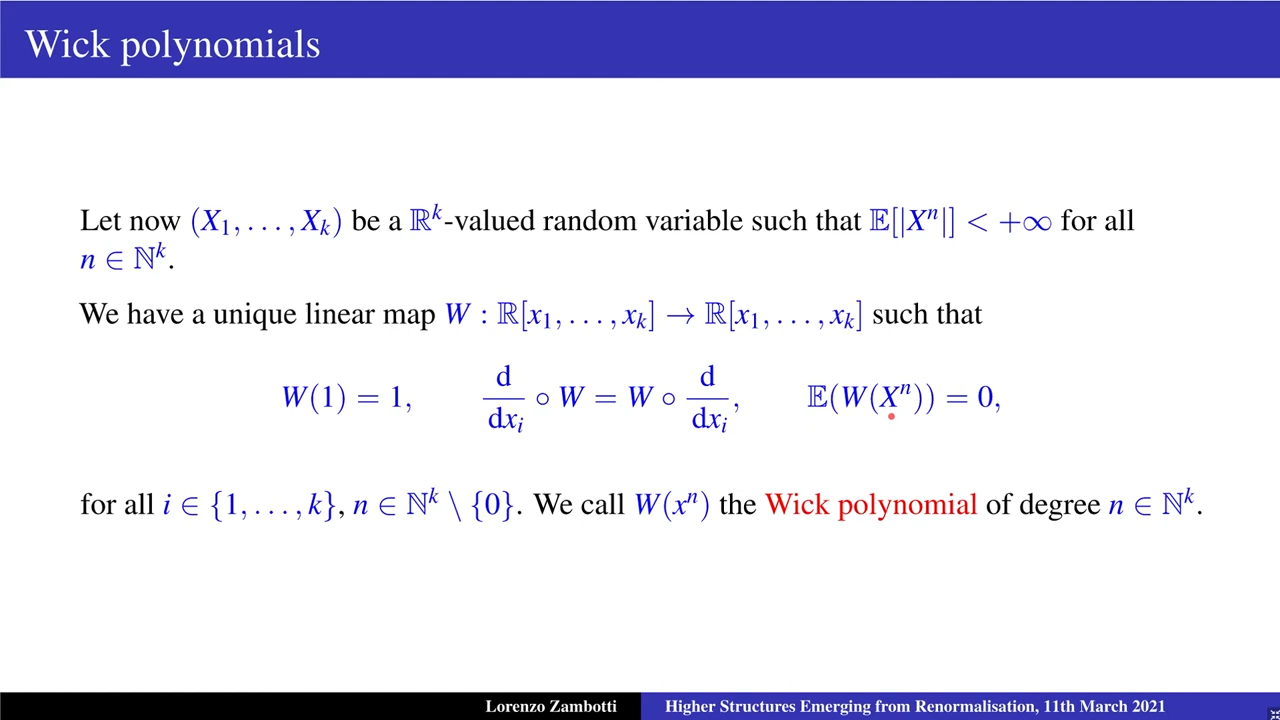 Wick polynomials
Let now (X₁, . . . , Xₖ) be a ℝᵏ-valued random variable such that 𝔼[|Xⁿ|] < +∞ for all
n ∈ ℕᵏ.
We have a unique linear map W : ℝ[x₁, . . . , xₖ] → ℝ[x₁, . . . , xₖ] such that
W(1) = 1, d/dxᵢ ∘ W = W ∘ d/dxᵢ, 𝔼(W(Xⁿ)) = 0,
for all i ∈ {1, . . . , k}, n ∈ ℕᵏ \ {0}. We call W(xⁿ) the Wick polynomial of degree n ∈ ℕᵏ.
Lorenzo Zambotti Higher Structures Emerging from Renormalisation, 11th March 2021